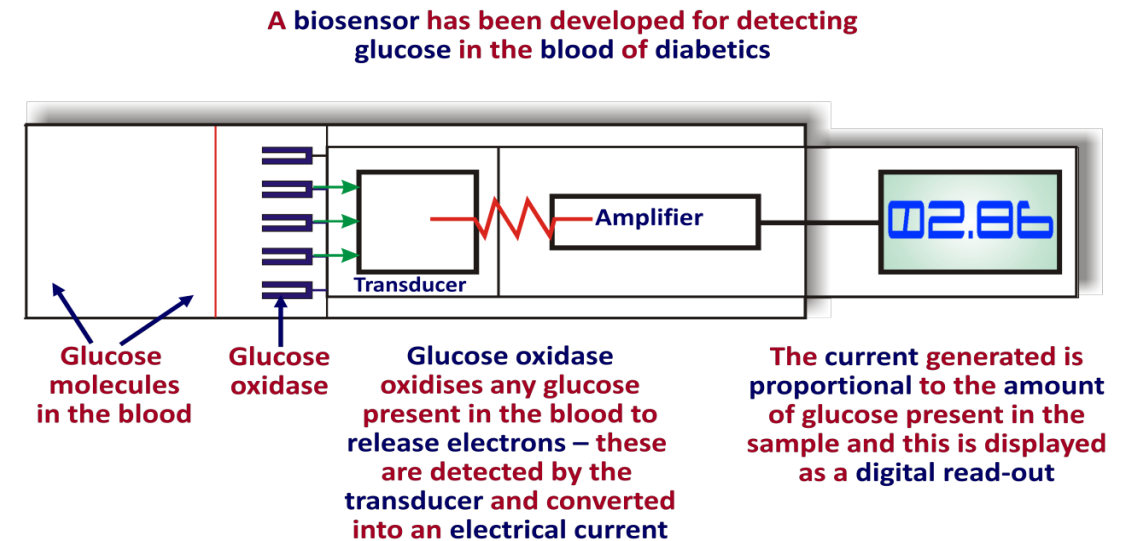 A biosensor has been developed for detecting
glucose in the blood of diabetics
Amplifier
02.86
Transducer
Glucose
molecules
in the blood
Glucose
oxidase
Glucose oxidase
oxidises any glucose
present in the blood to
release electrons – these
are detected by the
transducer and converted
into an electrical current
The current generated is
proportional to the amount
of glucose present in the
sample and this is displayed
as a digital read-out